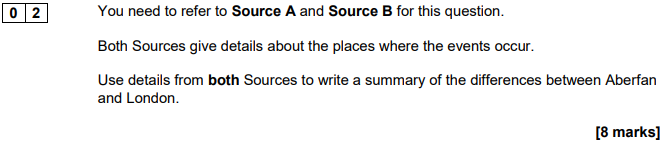 0 2 You need to refer to Source A and Source B for this question.
Both Sources give details about the places where the events occur.
Use details from both Sources to write a summary of the differences between Aberfan
and London.
[8 marks]